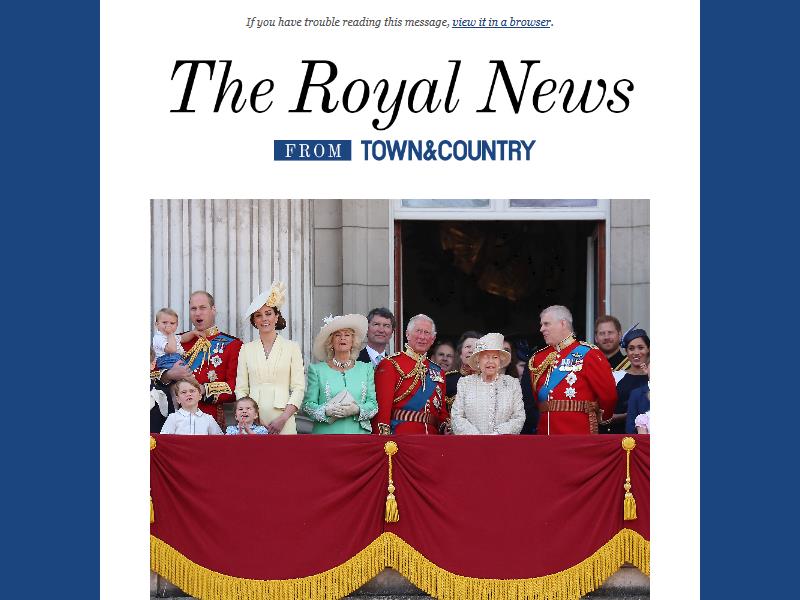 If you have trouble reading this message, view it in a browser.
The Royal News
FROM TOWN&COUNTRY